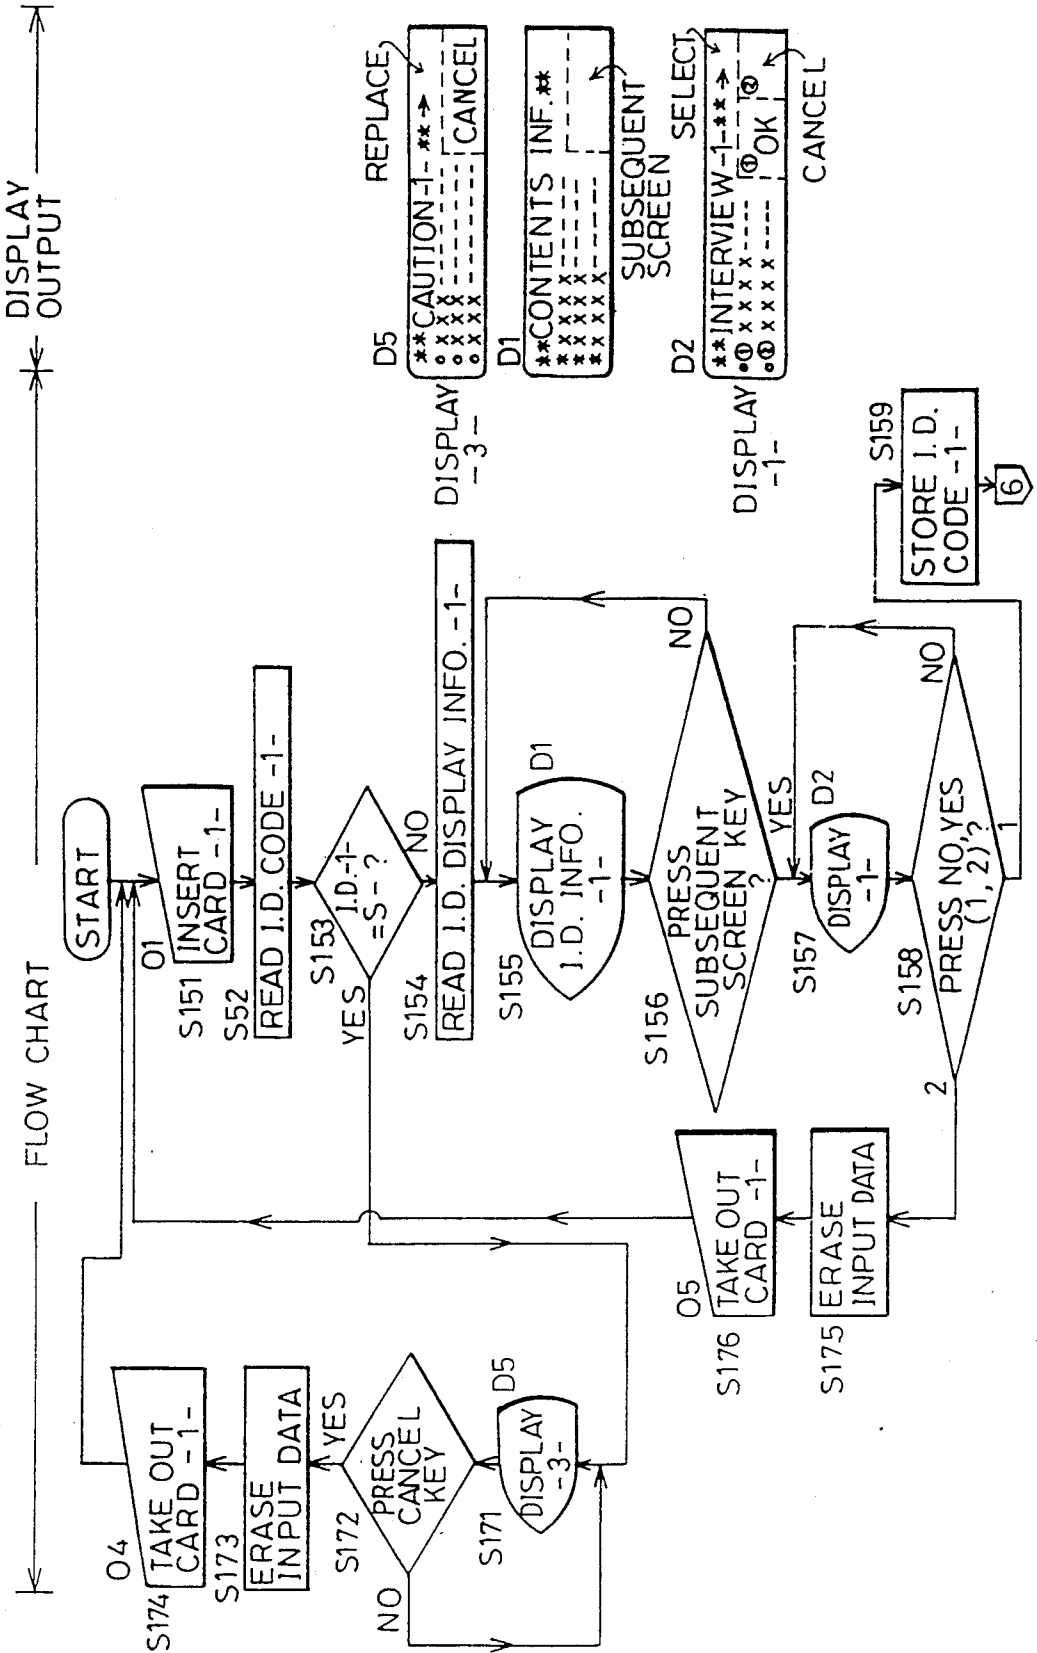 FLOW CHART
DISPLAY
OUTPUT
START
O1
S151
INSERT
CARD -1-
S52
READ I.D. CODE -1-
S153
I.D.-1-
=S- ?
YES
NO
S154
READ I.D. DISPLAY INFO. -1-
S155
DISPLAY
I.D. INFO.
-1-
D1
S156
PRESS
SUBSEQUENT
SCREEN KEY
?
NO
YES
S157
DISPLAY
-1-
D2
S158
PRESS NO,YES
(1, 2) ?
NO
1
2
S159
STORE I.D.
CODE -1-
6
O4
S174
TAKE OUT
CARD -1-
S173
ERASE
INPUT DATA
YES
S172
PRESS
CANCEL
KEY
NO
S171
DISPLAY
-3-
D5
O5
S176
TAKE OUT
CARD -1-
S175
ERASE
INPUT DATA
DISPLAY
-3-
D5
REPLACE
**CAUTION-1- **→
o x x x --------
o x x x --------
o x x x --------
CANCEL
D1
**CONTENTS INF.**
* x x x x -----
* x x x x -----
* x x x x -----
SUBSEQUENT
SCREEN
DISPLAY
-1-
D2
SELECT
**INTERVIEW-1-**→
•① x x x x -----
o② x x x x -----
① ②
OK
CANCEL